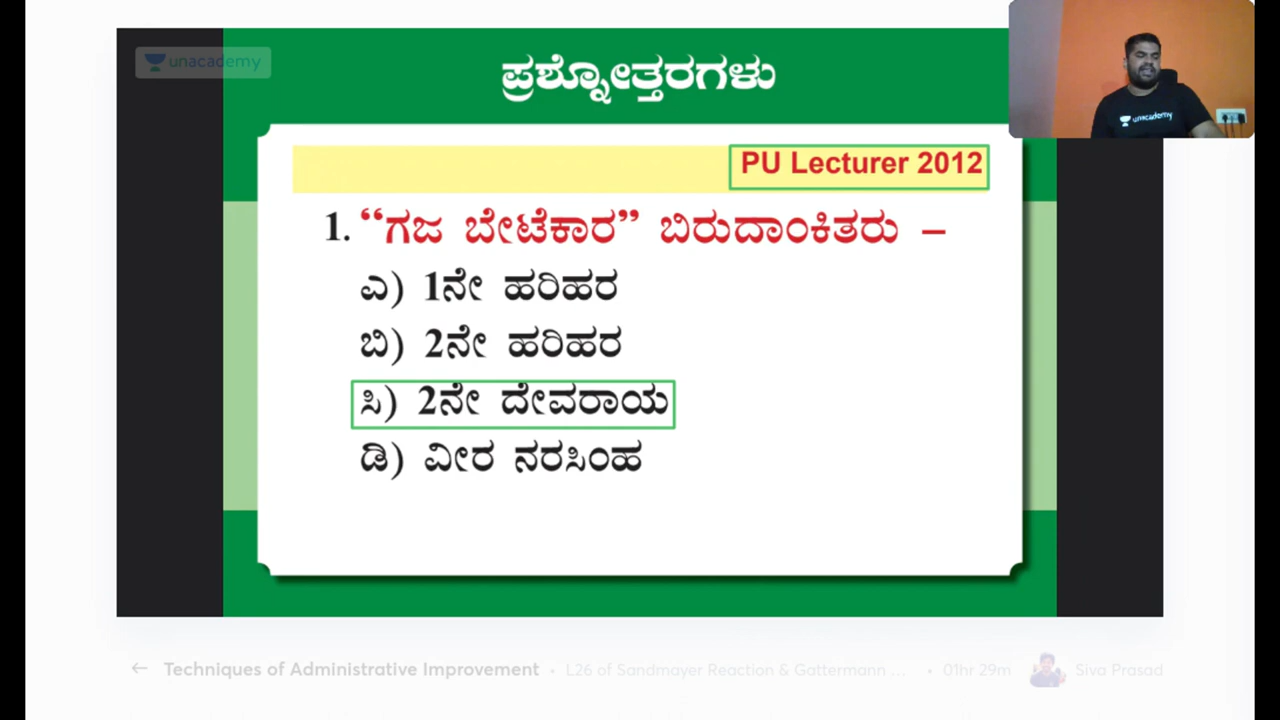 unacademy
ಪ್ರಶ್ನೋತ್ತರಗಳು
unacademy
PU Lecturer 2012
1. “ಗಜ ಬೇಟೆಕಾರ” ಬಿರುದಾಂಕಿತರು –
ಎ) 1ನೇ ಹರಿಹರ
ಬಿ) 2ನೇ ಹರಿಹರ
ಸಿ) 2ನೇ ದೇವರಾಯ
ಡಿ) ವೀರ ನರಸಿಂಹ
← Techniques of Administrative Improvement • L26 of Sandmayer Reaction & Gattermann ... • 01hr 29m Siva Prasad